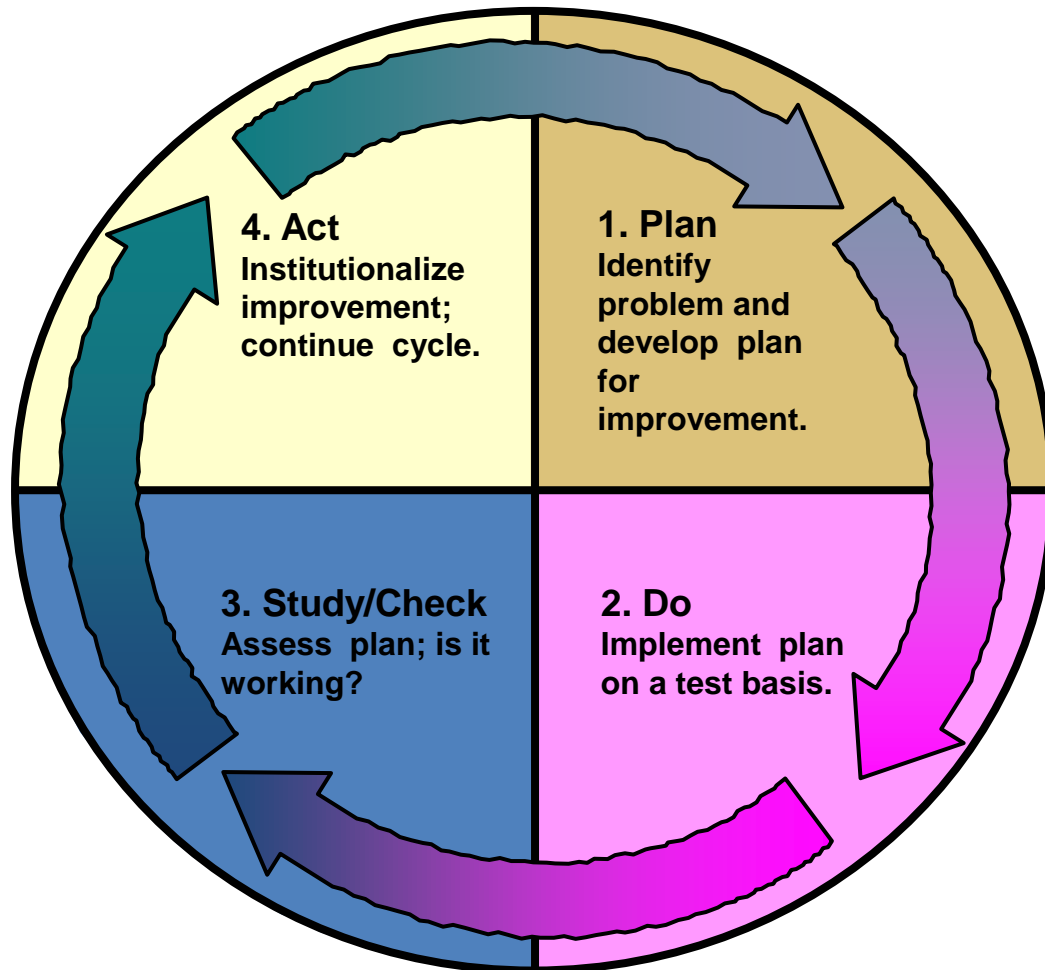 1. Plan
Identify
problem and
develop plan
for
improvement.
2. Do
Implement plan
on a test basis.
3. Study/Check
Assess plan; is it
working?
4. Act
Institutionalize
improvement;
continue cycle.